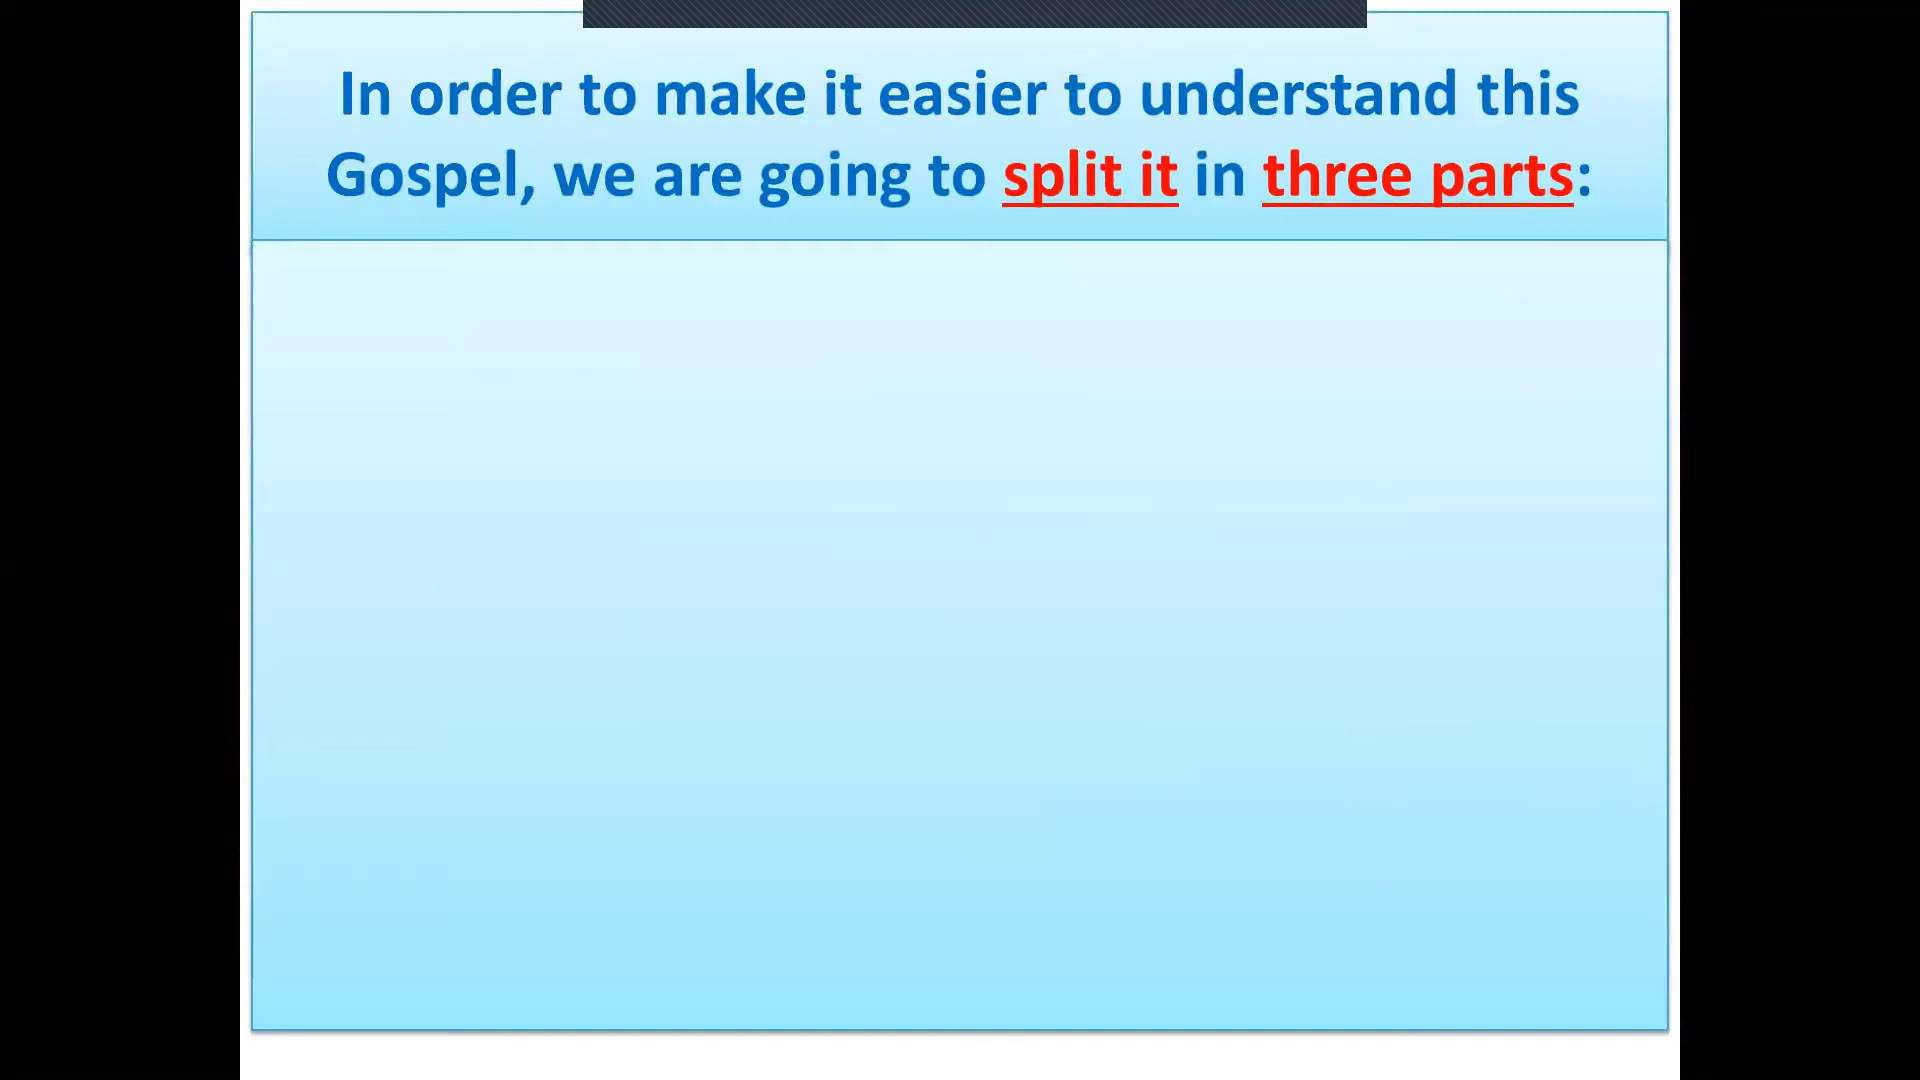 In order to make it easier to understand this
Gospel, we are going to split it in three parts: